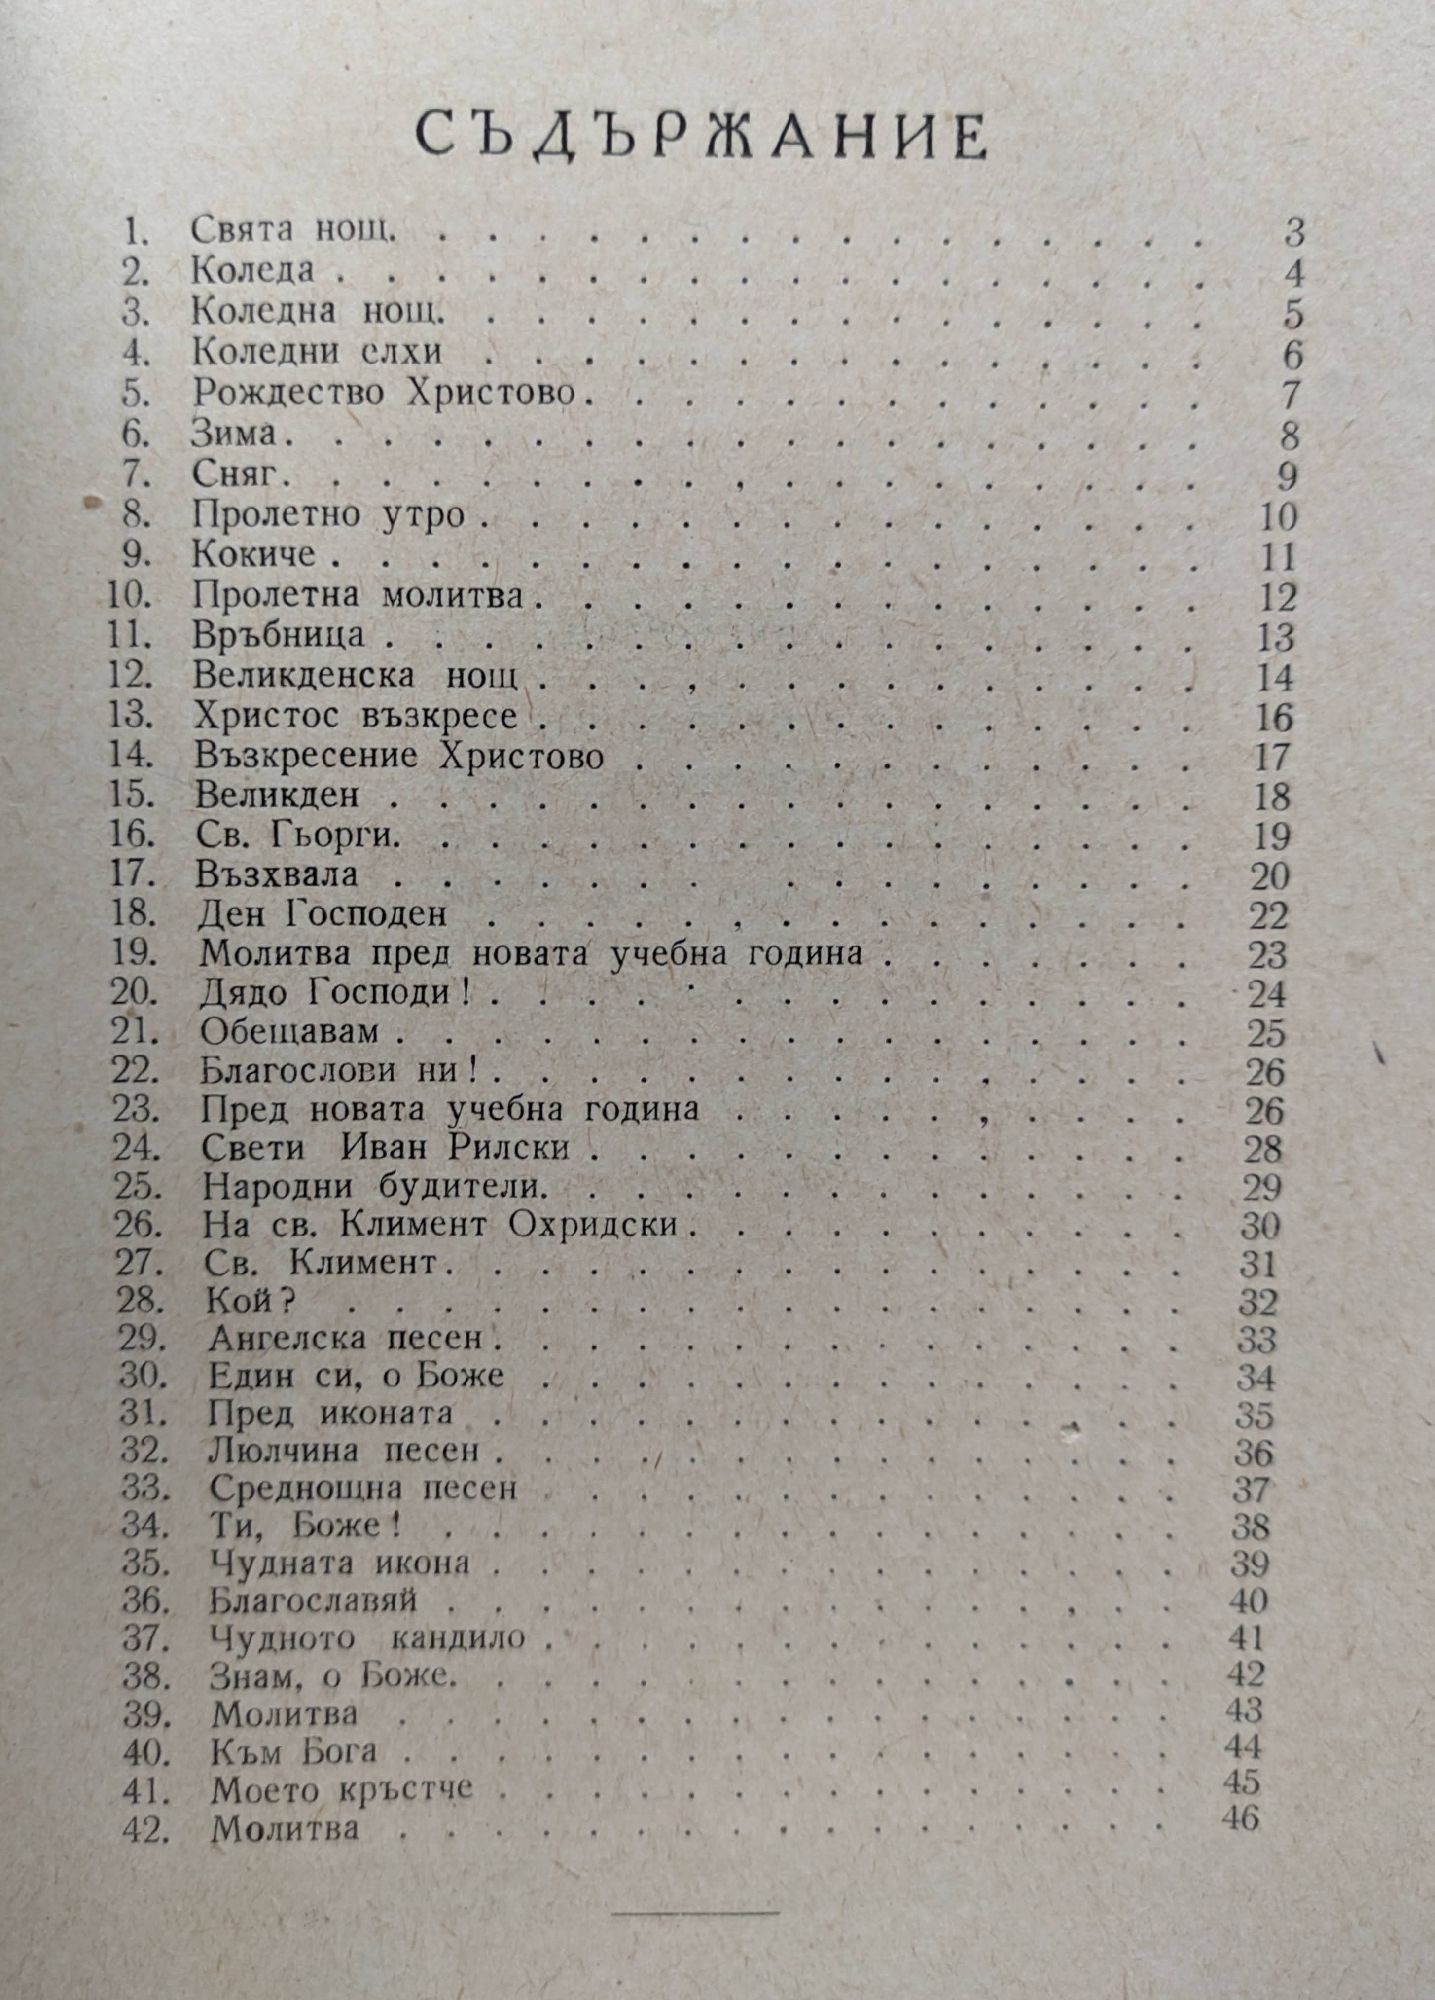 СЪДЪРЖАНИЕ
1. Свята нощ. . . . . . . . . . . . . . . . . 3
2. Коледа . . . . . . . . . . . . . . . . . . 4
3. Коледна нощ. . . . . . . . . . . . . . . . 5
4. Коледни елхи . . . . . . . . . . . . . . . 6
5. Рождество Христово. . . . . . . . . . . . . 7
6. Зима. . . . . . . . . . . . . . . . . . . 8
7. Сняг. . . . . . . . . . . . . . . . . . . 9
8. Пролетно утро . . . . . . . . . . . . . . . 10
9. Кокиче . . . . . . . . . . . . . . . . . . 11
10. Пролетна молитва. . . . . . . . . . . . . . 12
11. Връбница . . . . . . . . . . . . . . . . . 13
12. Великденска нощ . . . . . . . . . . . . . . 14
13. Христос възкресе . . . . . . . . . . . . . . 16
14. Възкресение Христово . . . . . . . . . . . . 17
15. Великден . . . . . . . . . . . . . . . . . 18
16. Св. Гьорги. . . . . . . . . . . . . . . . . 19
17. Възхвала . . . . . . . . . . . . . . . . 20
18. Ден Господен . . . . . . . . . . . . . . . 22
19. Молитва пред новата учебна година . . . . . . . 23
20. Дядо Господи! . . . . . . . . . . . . . . . 24
21. Обещавам . . . . . . . . . . . . . . . . . 25
22. Благослови ни! . . . . . . . . . . . . . . . 26
23. Пред новата учебна година . . . . . . . . . . 26
24. Свети Иван Рилски . . . . . . . . . . . . . 28
25. Народни будители. . . . . . . . . . . . . . 29
26. На св. Климент Охридски . . . . . . . . . . . 30
27. Св. Климент. . . . . . . . . . . . . . . . 31
28. Кой? . . . . . . . . . . . . . . . . . . 32
29. Ангелска песен . . . . . . . . . . . . . . . 33
30. Един си, о Боже . . . . . . . . . . . . . . 34
31. Пред иконата . . . . . . . . . . . . . . . 35
32. Люлчина песен . . . . . . . . . . . . . . . 36
33. Среднощна песен . . . . . . . . . . . . . . 37
34. Ти, Боже! . . . . . . . . . . . . . . . . 38
35. Чудната икона . . . . . . . . . . . . . . . 39
36. Благославяй . . . . . . . . . . . . . . . . 40
37. Чудното кандило . . . . . . . . . . . . . . 41
38. Знам, о Боже. . . . . . . . . . . . . . . . 42
39. Молитва . . . . . . . . . . . . . . . . . 43
40. Към Бога . . . . . . . . . . . . . . . . . 44
41. Моето кръстче . . . . . . . . . . . . . . . 45
42. Молитва . . . . . . . . . . . . . . . . . 46